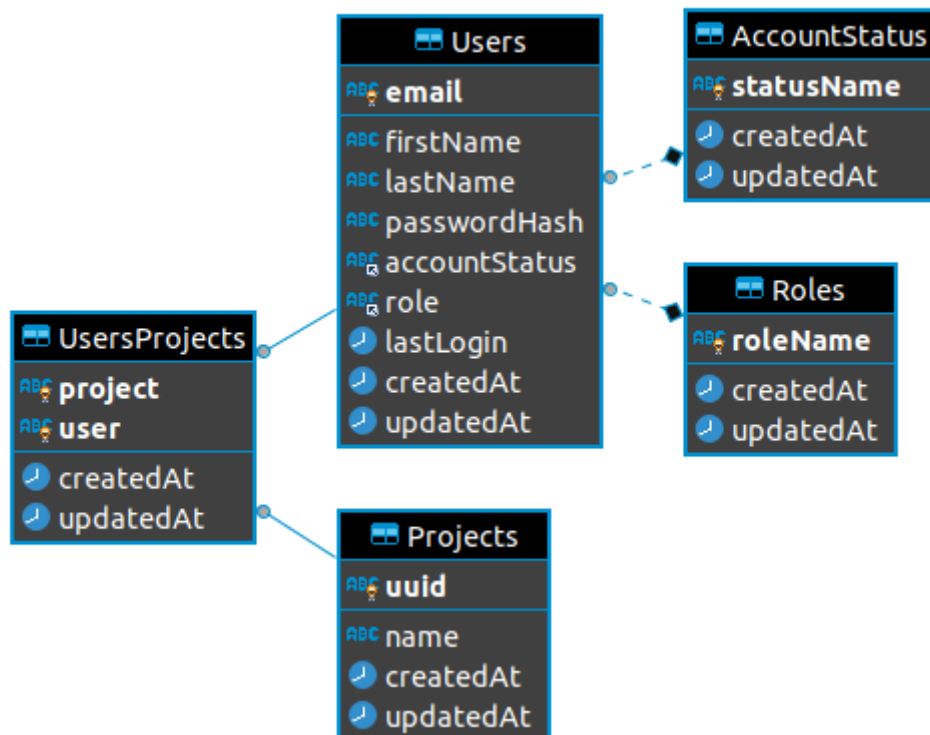 Users
email
firstName
lastName
passwordHash
accountStatus
role
lastLogin
createdAt
updatedAt
AccountStatus
statusName
createdAt
updatedAt
Roles
roleName
createdAt
updatedAt
UsersProjects
project
user
createdAt
updatedAt
Projects
uuid
name
createdAt
updatedAt